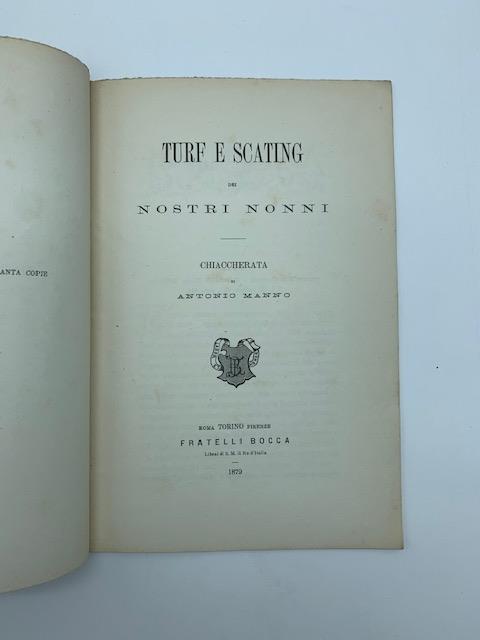 ANTA COPIE
TURF E SCATING
DEI
NOSTRI NONNI
CHIACCHERATA
DI
ANTONIO MANNO
ROMA TORINO FIRENZE
FRATELLI BOCCA
Librai di S. M. il Re d'Italia
1879